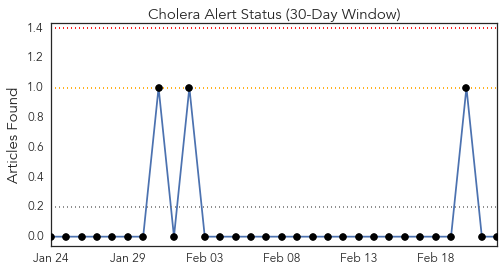 Cholera Alert Status (30-Day Window)
Articles Found
1.4
1.2
1.0
0.8
0.6
0.4
0.2
0.0
Jan 24 Jan 29 Feb 03 Feb 08 Feb 13 Feb 18